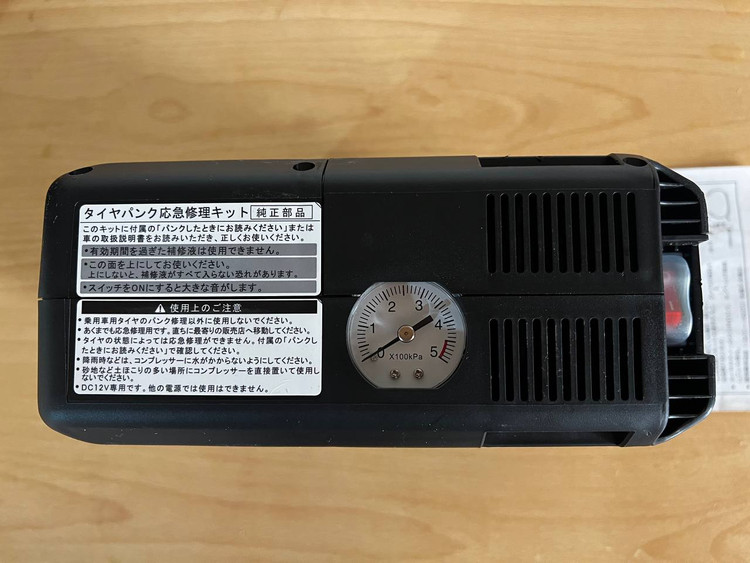 タイヤパンク応急修理キット 純正部品
このキットに付属の「パンクしたときにお読みください」または
車の取扱説明書をお読みいただき、正しくお使いください。
・有効期間を過ぎた補修液は使用できません。
・この面を上にしてお使いください。
上にしないと、補修液がすべて入らない恐れがあります。
・スイッチをONにすると大きな音がします。
使用上のご注意
・乗用車用タイヤのパンク修理以外に使用しないでください。
・あくまでも応急修理用です。直ちに最寄りの販売店へ移動してください。
・タイヤの状態によっては応急修理ができません。付属の「パンクし
たときにお読みください」で確認してください。
・降雨時などは、コンプレッサーに水がかからないようにしてください。
・砂地など土ほこりの多い場所にコンプレッサーを直接置いて使用し
ないでください。
・DC12V専用です。他の電源では使用はできません。
0 1 2 3 4 5
X100kPa